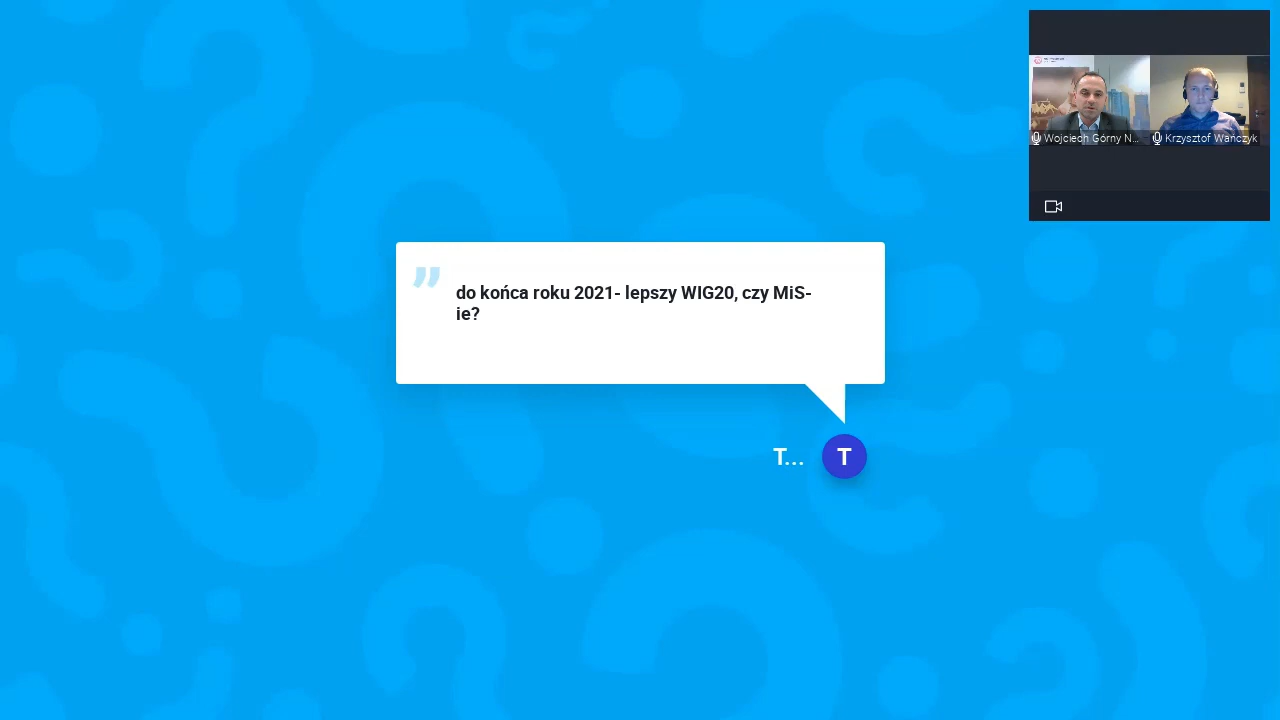 Wojciech Górny N...
Krzysztof Wańczyk
do końca roku 2021- lepszy WIG20, czy MiS-
ie?
T...
T